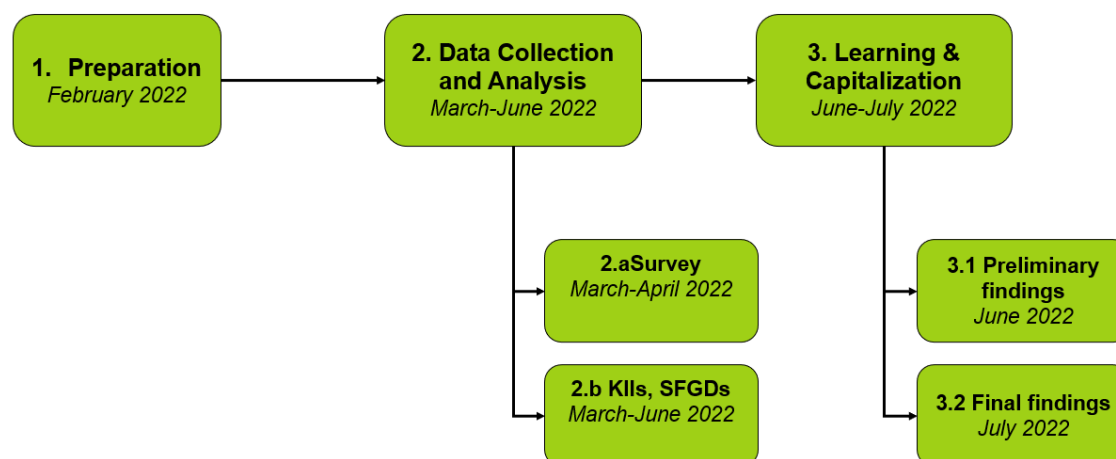 1. Preparation
February 2022
2. Data Collection
and Analysis
March-June 2022
3. Learning &
Capitalization
June-July 2022
2.aSurvey
March-April 2022
2.b KIIs, SFGDs
March-June 2022
3.1 Preliminary
findings
June 2022
3.2 Final findings
July 2022